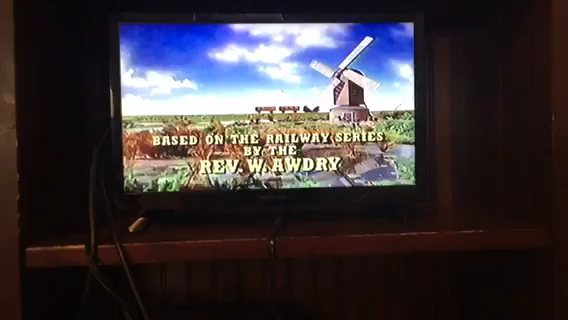 BASED ON THE RAILWAY SERIES
BY THE
REV. W. AWDRY